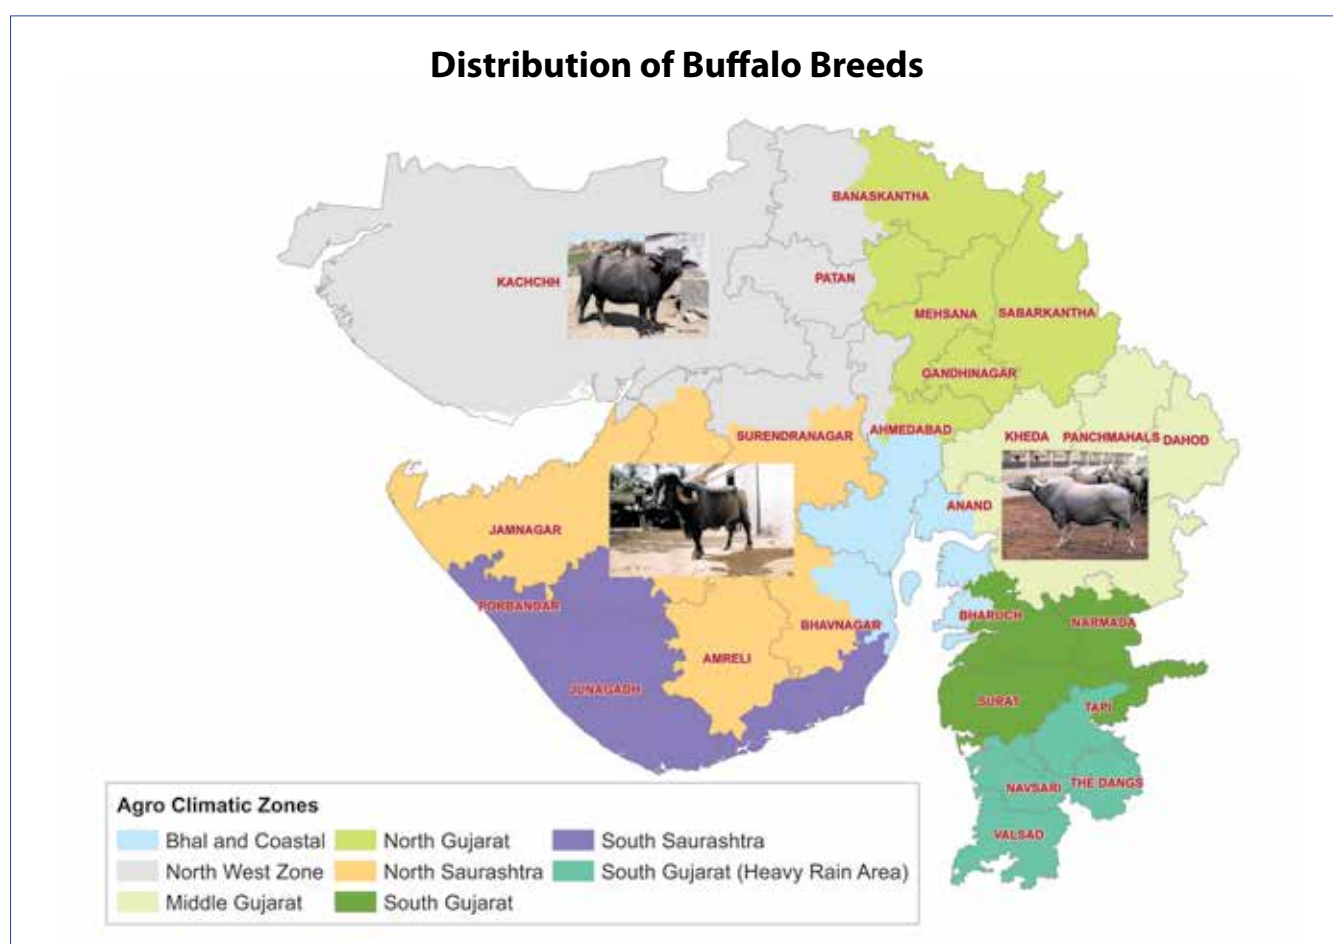 Distribution of Buffalo Breeds
BANASKANTHA
KACHCHH
PATAN
MEHSANA
SABARKANTHA
GANDHINAGAR
SURENDRANAGAR
AHMEDABAD
KHEDA
PANCHMAHALS
DAHOD
ANAND
JAMNAGAR
PORBANDAR
BHAVNAGAR
BHARUCH
NARMADA
AMRELI
JUNAGADH
SURAT
TAPI
NAVSARI
THE DANGS
VALSAD
Agro Climatic Zones
Bhal and Coastal
North Gujarat
South Saurashtra
North West Zone
North Saurashtra
South Gujarat (Heavy Rain Area)
Middle Gujarat
South Gujarat